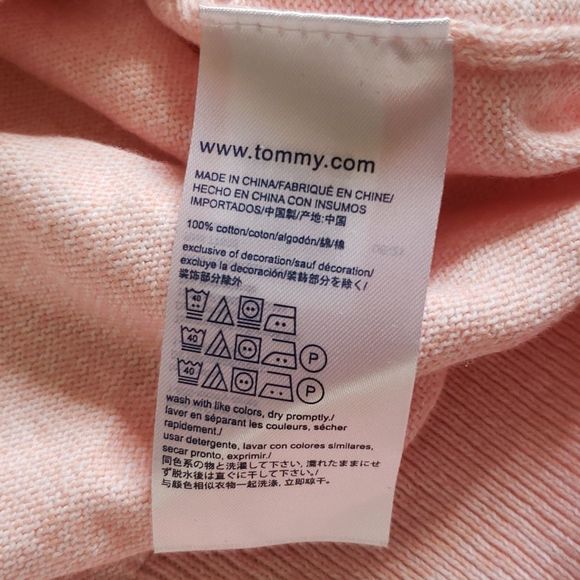 www.tommy.com
MADE IN CHINA/FABRIQUÉ EN CHINE/
HECHO EN CHINA CON INSUMOS
IMPORTADOS/中国製/产地:中国
100% cotton/coton/algodón/綿/棉
exclusive of decoration/sauf décoration/
excluye la decoración/装飾部分を除く/
装饰部分除外
40
40 P
40 P
wash with like colors, dry promptly./
laver en séparant les couleurs, sécher
rapidement./
usar detergente, lavar con colores similares,
secar pronto, exprimir./
同色系の物と洗濯して下さい, 濡れたままにせ
ず脱水後は直ぐに干して下さい./
与颜色相似衣物一起洗涤, 立即晾干。